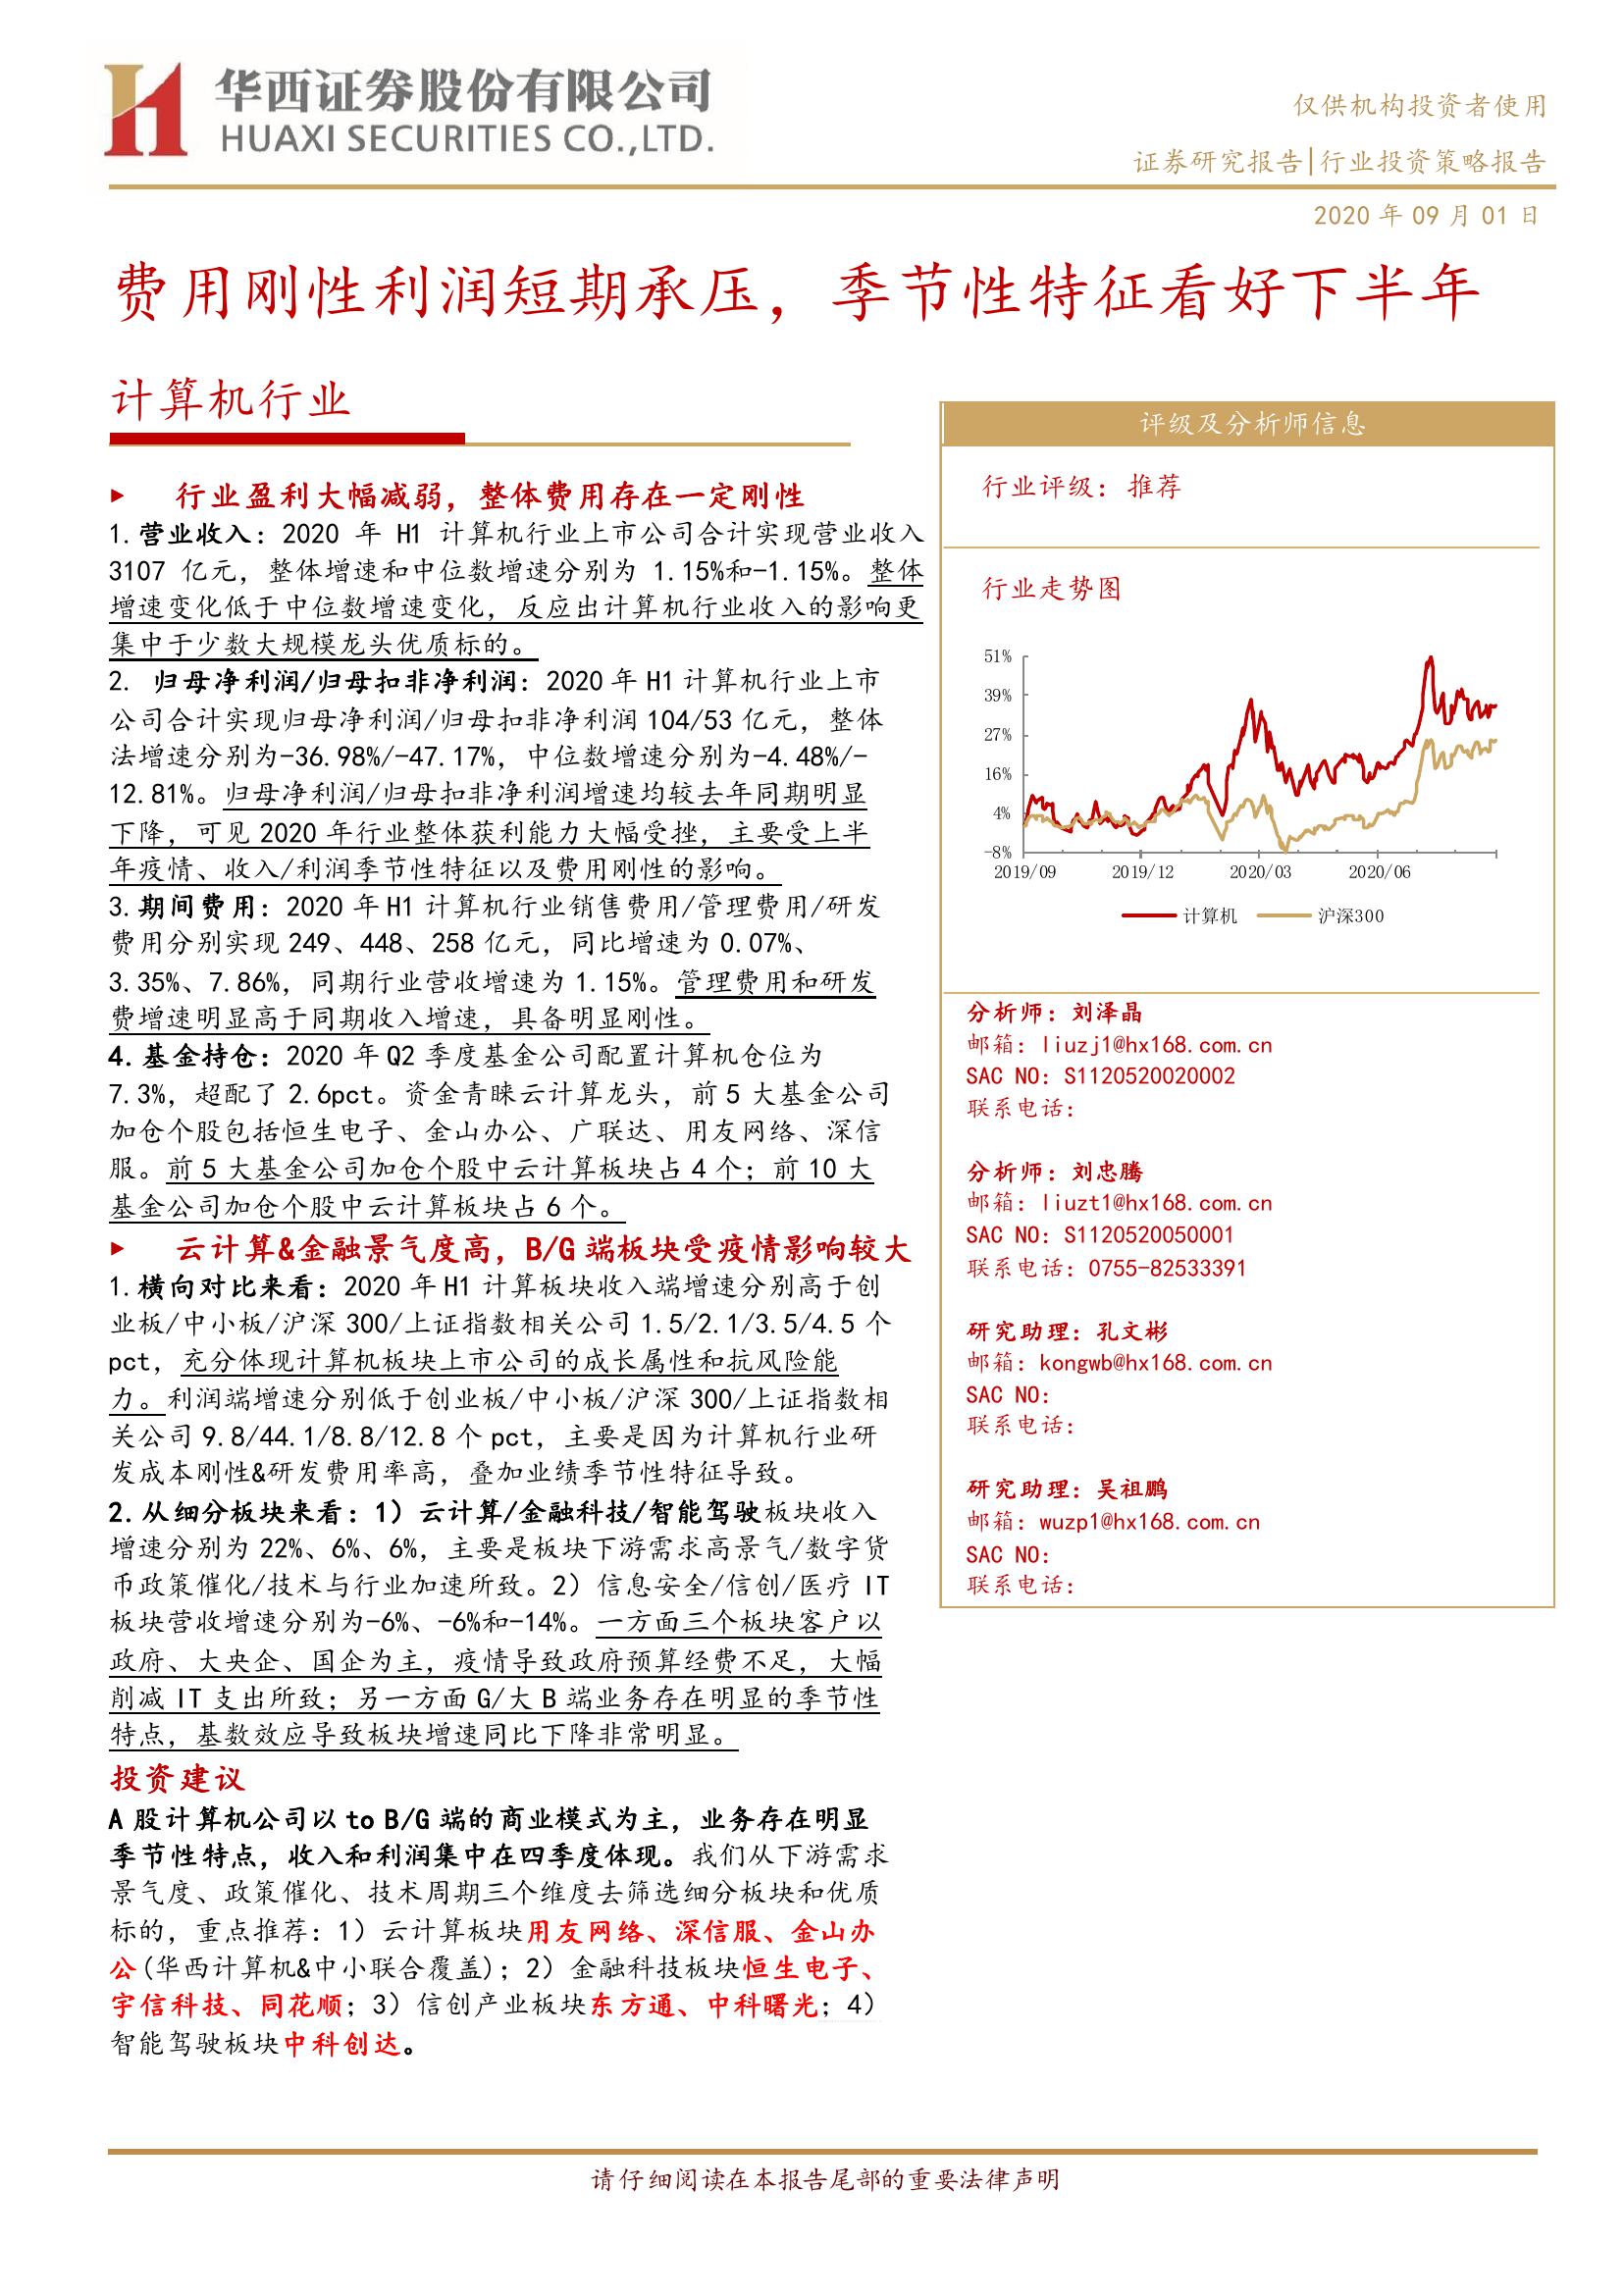 华西证券股份有限公司
HUAXI SECURITIES CO.,LTD.
仅供机构投资者使用
证券研究报告|行业投资策略报告
2020 年 09 月 01 日
费用刚性利润短期承压，季节性特征看好下半年
计算机行业
行业盈利大幅减弱，整体费用存在一定刚性
1.营业收入：2020 年 H1 计算机行业上市公司合计实现营业收入
3107 亿元，整体增速和中位数增速分别为 1.15%和-1.15%。整体
增速变化低于中位数增速变化，反应出计算机行业收入的影响更
集中于少数大规模龙头优质标的。
2. 归母净利润/归母扣非净利润：2020 年 H1 计算机行业上市
公司合计实现归母净利润/归母扣非净利润 104/53 亿元，整体
法增速分别为-36.98%/-47.17%，中位数增速分别为-4.48%/-
12.81%。归母净利润/归母扣非净利润增速均较去年同期明显
下降，可见 2020 年行业整体获利能力大幅受挫，主要受上半
年疫情、收入/利润季节性特征以及费用刚性的影响。
3.期间费用：2020 年 H1 计算机行业销售费用/管理费用/研发
费用分别实现 249、448、258 亿元，同比增速为 0.07%、
3.35%、7.86%，同期行业营收增速为 1.15%。管理费用和研发
费增速明显高于同期收入增速，具备明显刚性。
4.基金持仓：2020 年 Q2 季度基金公司配置计算机仓位为
7.3%，超配了 2.6pct。资金青睐云计算龙头，前 5 大基金公司
加仓个股包括恒生电子、金山办公、广联达、用友网络、深信
服。前 5 大基金公司加仓个股中云计算板块占 4 个；前 10 大
基金公司加仓个股中云计算板块占 6 个。
云计算&金融景气度高，B/G 端板块受疫情影响较大
1.横向对比来看：2020 年 H1 计算板块收入端增速分别高于创
业板/中小板/沪深 300/上证指数相关公司 1.5/2.1/3.5/4.5 个
pct，充分体现计算机板块上市公司的成长属性和抗风险能
力。利润端增速分别低于创业板/中小板/沪深 300/上证指数相
关公司 9.8/44.1/8.8/12.8 个 pct，主要是因为计算机行业研
发成本刚性&研发费用率高，叠加业绩季节性特征导致。
2.从细分板块来看：1）云计算/金融科技/智能驾驶板块收入
增速分别为 22%、6%、6%，主要是板块下游需求高景气/数字货
币政策催化/技术与行业加速所致。2）信息安全/信创/医疗 IT
板块营收增速分别为-6%、-6%和-14%。一方面三个板块客户以
政府、大央企、国企为主，疫情导致政府预算经费不足，大幅
削减 IT 支出所致；另一方面 G/大 B 端业务存在明显的季节性
特点，基数效应导致板块增速同比下降非常明显。
投资建议
A 股计算机公司以 to B/G 端的商业模式为主，业务存在明显
季节性特点，收入和利润集中在四季度体现。我们从下游需求
景气度、政策催化、技术周期三个维度去筛选细分板块和优质
标的，重点推荐：1）云计算板块用友网络、深信服、金山办
公(华西计算机&中小联合覆盖)；2）金融科技板块恒生电子、
宇信科技、同花顺；3）信创产业板块东方通、中科曙光；4）
智能驾驶板块中科创达。
评级及分析师信息
行业评级：推荐
行业走势图
51%
39%
27%
16%
4%
-8%
2019/09 2019/12 2020/03 2020/06
计算机 沪深300
分析师：刘泽晶
邮箱：liuzj1@hx168.com.cn
SAC NO：S1120520020002
联系电话：
分析师：刘忠腾
邮箱：liuzt1@hx168.com.cn
SAC NO：S1120520050001
联系电话：0755-82533391
研究助理：孔文彬
邮箱：kongwb@hx168.com.cn
SAC NO：
联系电话：
研究助理：吴祖鹏
邮箱：wuzp1@hx168.com.cn
SAC NO：
联系电话：
请仔细阅读在本报告尾部的重要法律声明